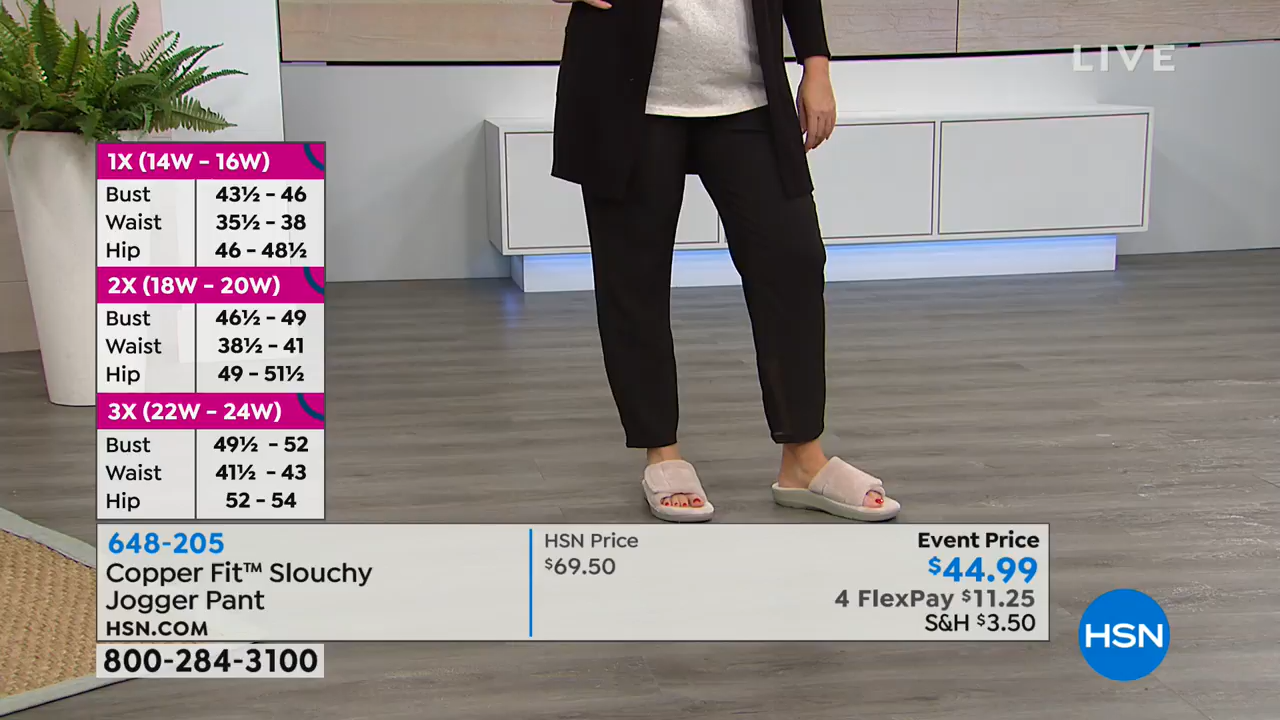 LIVE
1X (14W – 16W)
Bust 43½ – 46
Waist 35½ – 38
Hip 46 – 48½
2X (18W – 20W)
Bust 46½ – 49
Waist 38½ – 41
Hip 49 – 51½
3X (22W – 24W)
Bust 49½ – 52
Waist 41½ – 43
Hip 52 – 54
648-205
Copper Fit™ Slouchy
Jogger Pant
HSN.COM
HSN Price
$69.50
Event Price
$44.99
4 FlexPay $11.25
S&H $3.50
800-284-3100
HSN